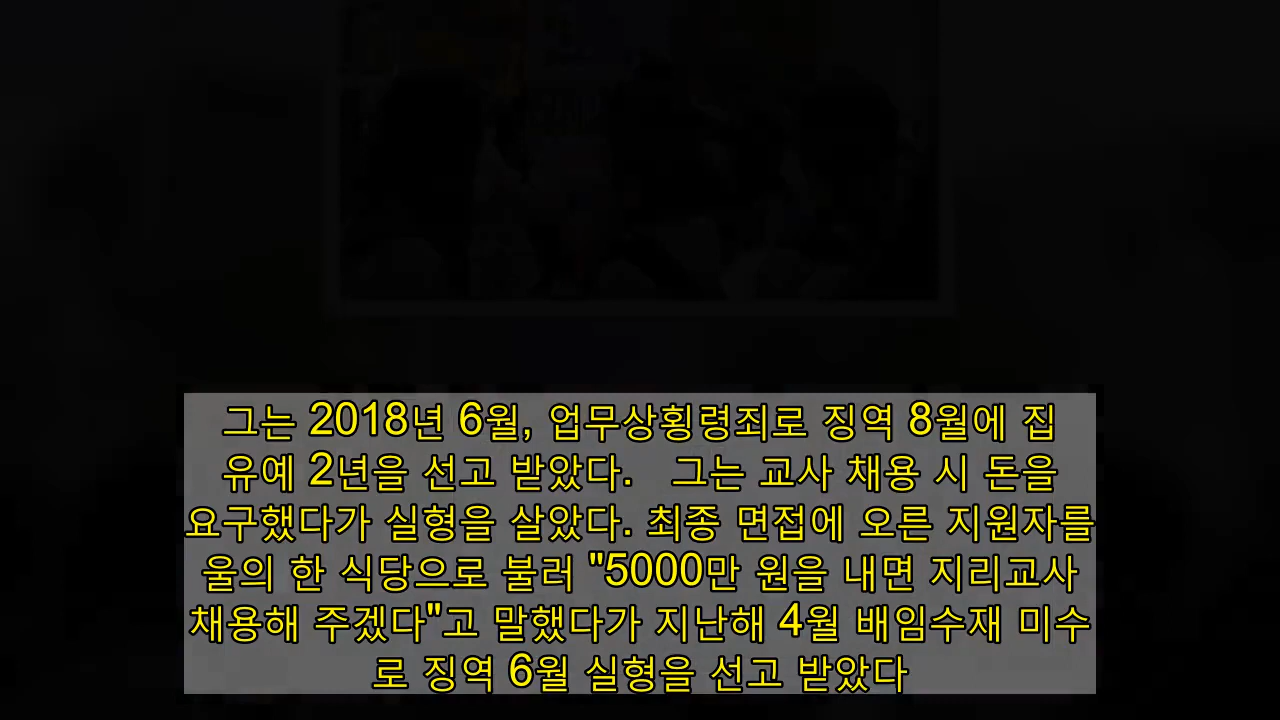 그는 2018년 6월, 업무상횡령죄로 징역 8월에 집
유예 2년을 선고 받았다.   그는 교사 채용 시 돈을
요구했다가 실형을 살았다. 최종 면접에 오른 지원자를
울의 한 식당으로 불러 "5000만 원을 내면 지리교사
채용해 주겠다"고 말했다가 지난해 4월 배임수재 미수
로 징역 6월 실형을 선고 받았다